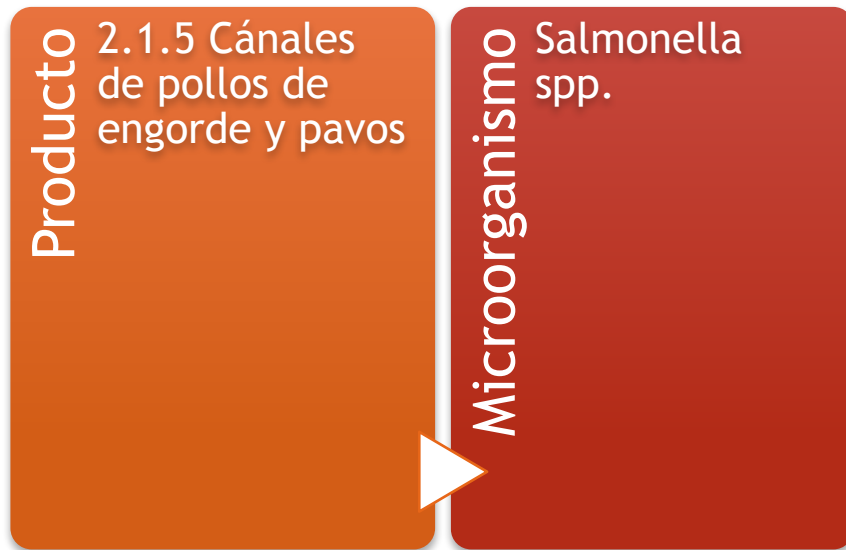 Producto
2.1.5 Cánales
de pollos de
engorde y pavos
Microorganismo
Salmonella
spp.